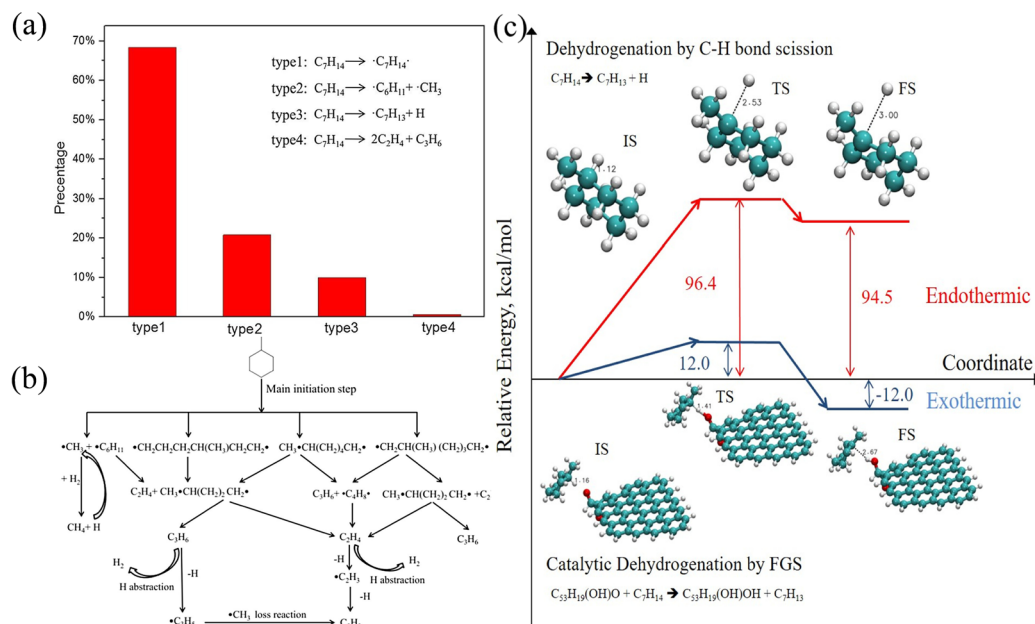 (a)
Precentage
70%
60%
50%
40%
30%
20%
10%
0%
type1: C₇H₁₄→ ·C₇H₁₄·
type2: C₇H₁₄→ ·C₆H₁₁+ ·CH₃
type3: C₇H₁₄→ ·C₇H₁₃+ H
type4: C₇H₁₄→ 2C₂H₄ + C₃H₆
type1 type2 type3 type4
(b)
Main initiation step
•CH₃ + •C₆H₁₁ •CH₂CH₂CH₂CH(CH₃)CH₂CH₂• CH₃•CH(CH₂)₄CH₂• •CH₂CH(CH₃) (CH₂)₃CH₂•
+ H₂
C₂H₄+ CH₃•CH(CH₂)₂ CH₂• C₃H₆ + •C₄H₈• CH₃•CH(CH₂)₂CH₂• +C₂
CH₄+ H
C₃H₆ C₂H₄ C₃H₆
H₂ -H H₂
H abstraction -H •C₂H₃ H abstraction
-H
•CH₃ loss reaction
(c)
Relative Energy, kcal/mol
Dehydrogenation by C-H bond scission
C₇H₁₄→ C₇H₁₃ + H
IS TS FS
1.12 2.53 3.00
96.4
94.5
Endothermic
12.0
Coordinate
-12.0
Exothermic
IS TS FS
1.16 1.41 2.67
Catalytic Dehydrogenation by FGS
C₅₃H₁₉(OH)O + C₇H₁₄ → C₅₃H₁₉(OH)OH + C₇H₁₃